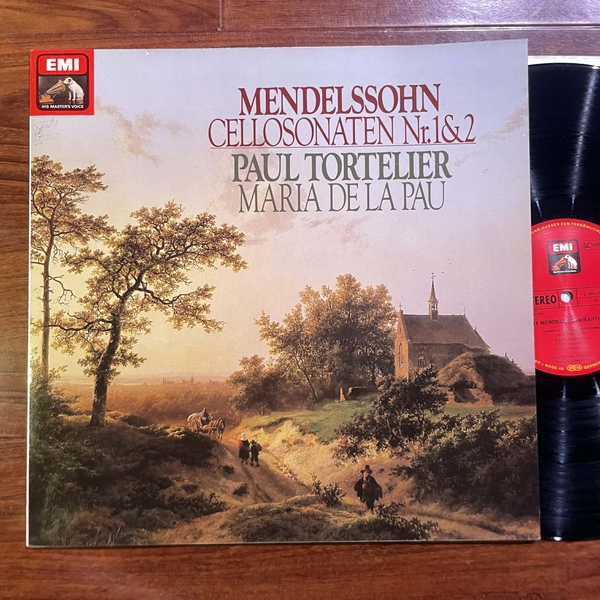 EMI
HIS MASTER'S VOICE
MENDELSSOHN
CELLOSONATEN Nr.1&2
PAUL TORTELIER
MARIA DE LA PAU
EMI
STEREO